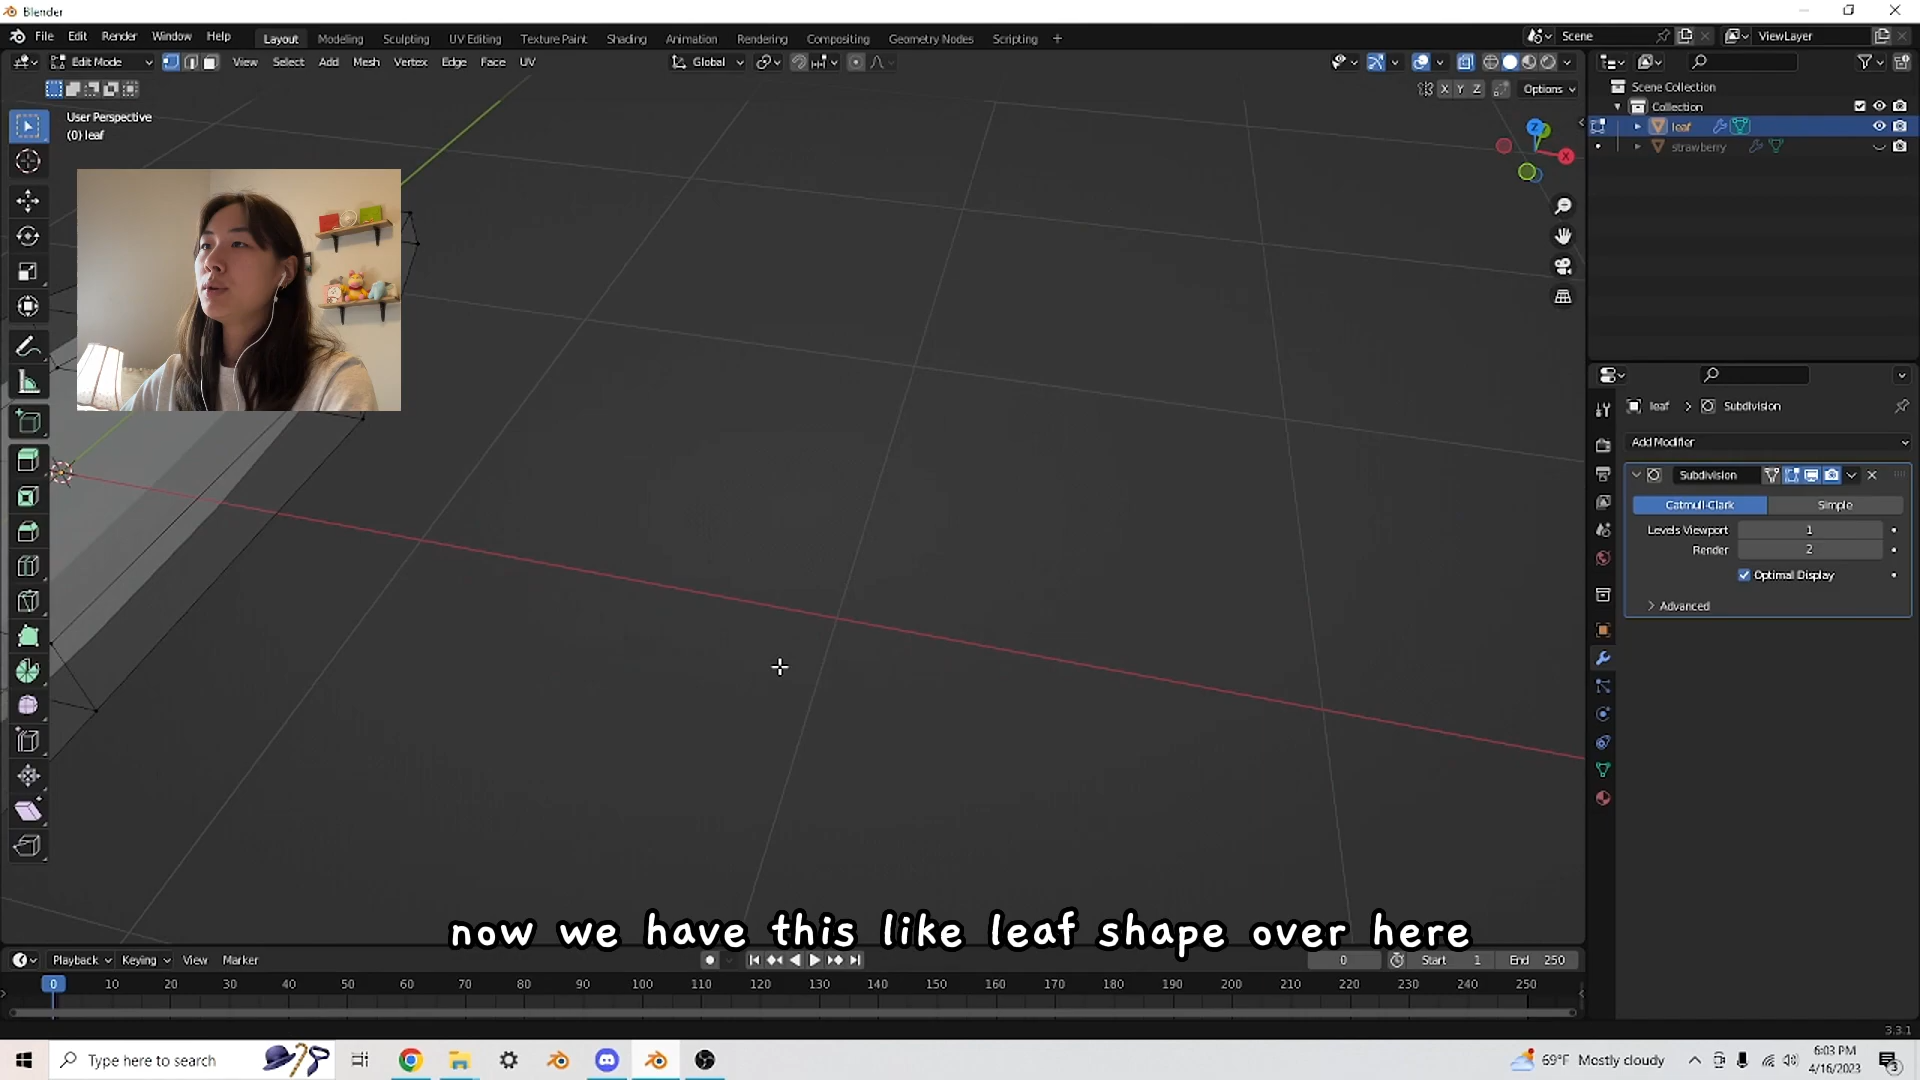 Blender
File Edit Render Window Help
Layout Modeling Sculpting UV Editing Texture Paint Shading Animation Rendering Compositing Geometry Nodes Scripting +
Scene
ViewLayer
Edit Mode View Select Add Mesh Vertex Edge Face UV
Global
X Y Z Options
User Perspective
(0) leaf
Z
X
Scene Collection
Collection
leaf
strawberry
leaf > Subdivision
Add Modifier
Subdivision
Catmull-Clark Simple
Levels Viewport 1
Render 2
Optimal Display
Advanced
now we have this like leaf shape over here
Playback Keying View Marker
0 Start 1 End 250
0 10 20 30 40 50 60 70 80 90 100 110 120 130 140 150 160 170 180 190 200 210 220 230 240 250
3.3.1
Type here to search
69°F Mostly cloudy
6:03 PM
4/16/2023
3